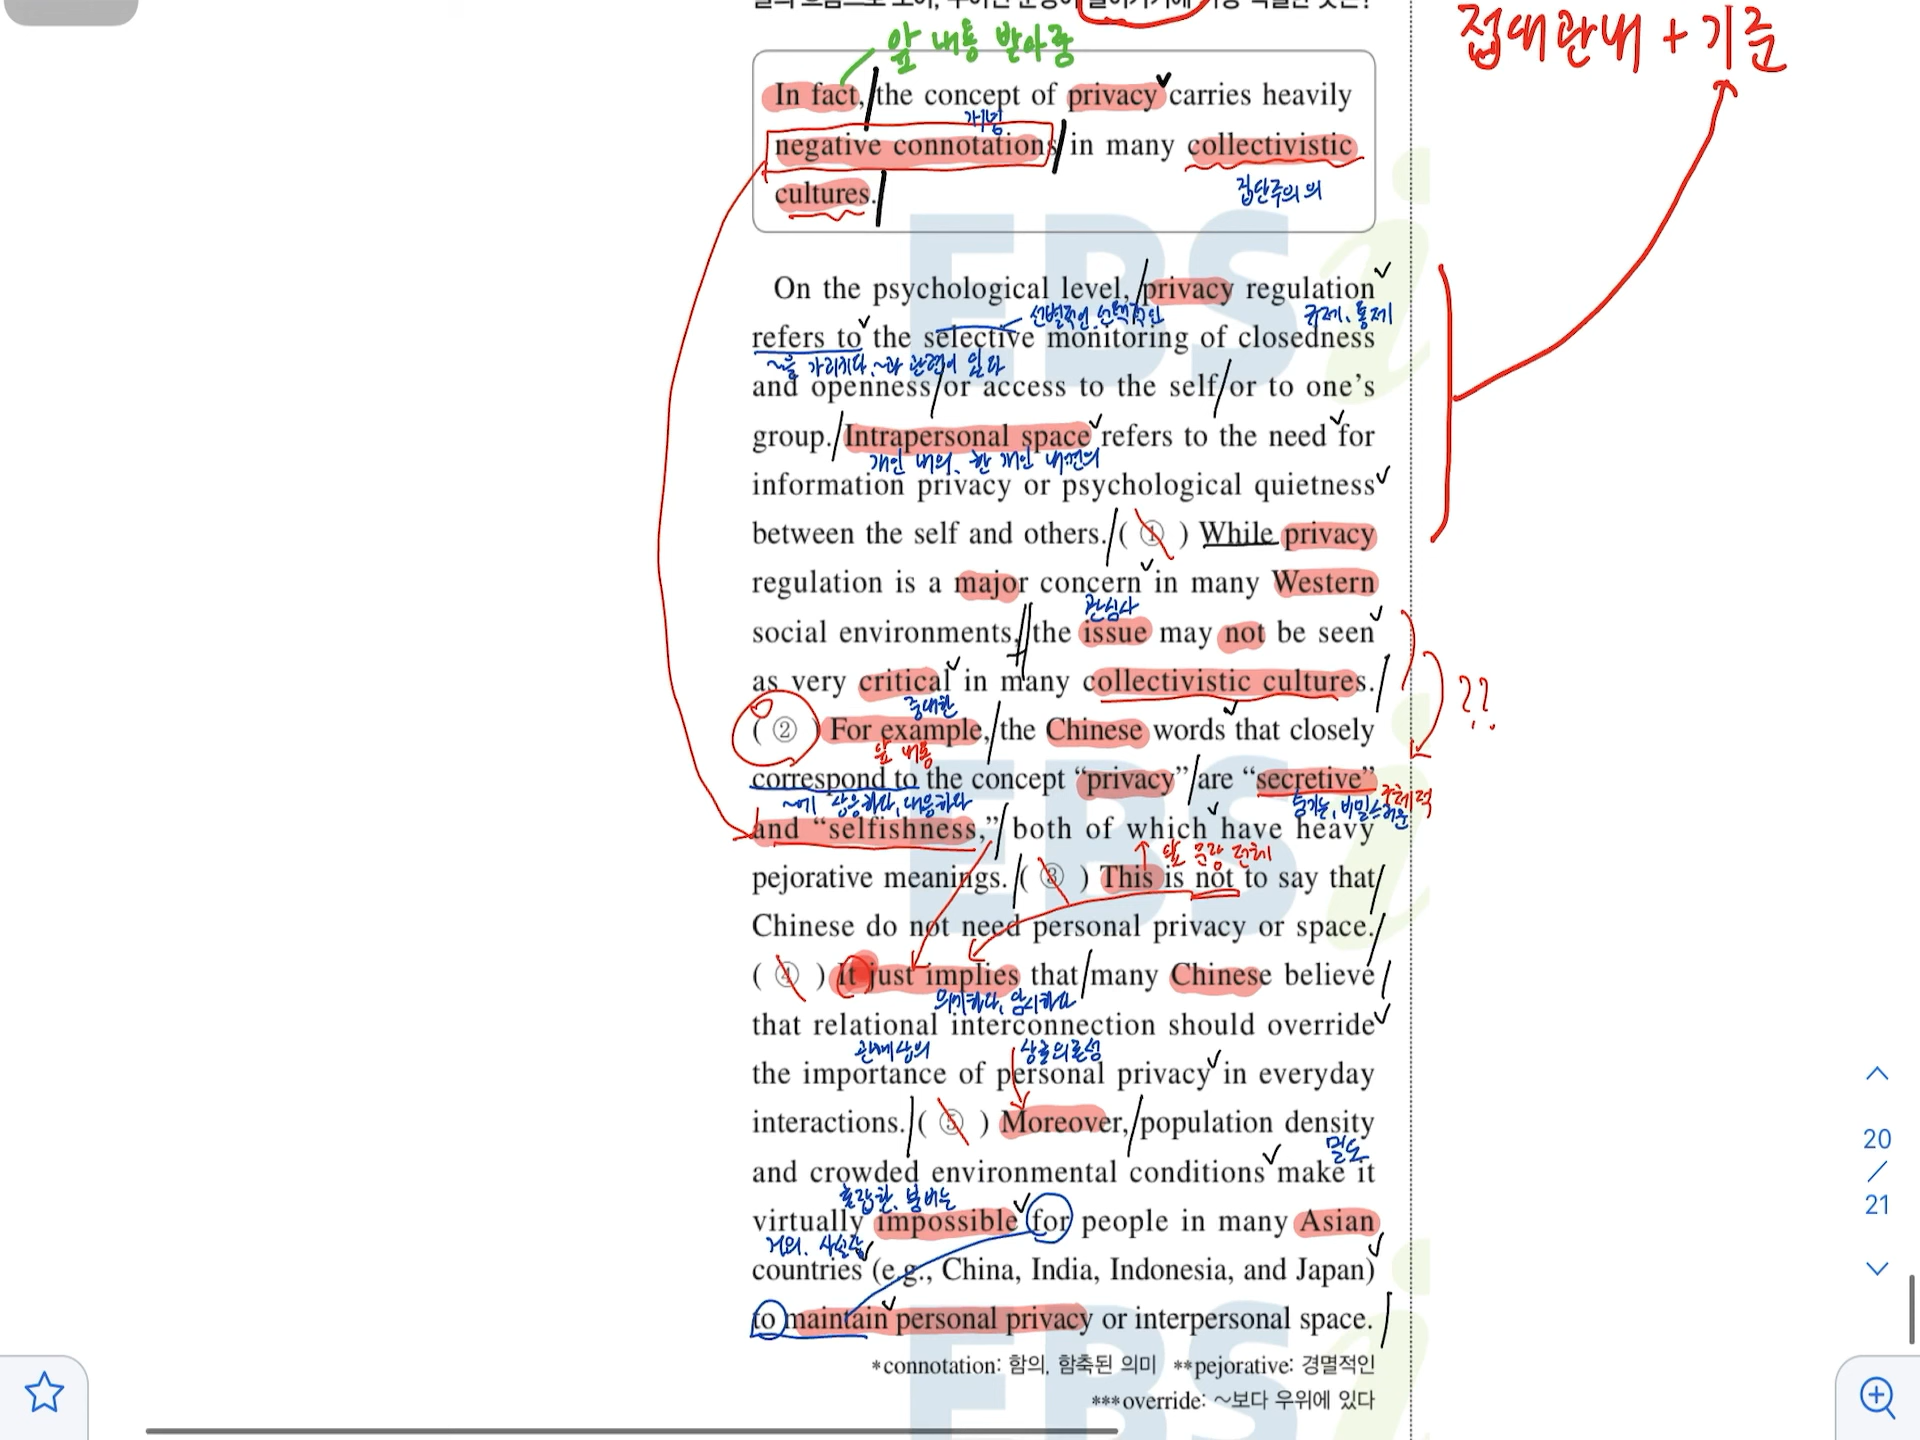 앞 내용 받아줌
접대관내 + 기준
In fact, the concept of privacy carries heavily
개념
negative connotations in many collectivistic
집단주의의
cultures.
EBSi
On the psychological level, privacy regulation
선별적인, 선택적인
규제, 통제
refers to the selective monitoring of closedness
~을 가리키다, ~와 관련이 있다
and openness or access to the self or to one's
group. Intrapersonal space refers to the need for
개인 내의, 한 개인 내면의
information privacy or psychological quietness
between the self and others. ( ① ) While privacy
regulation is a major concern in many Western
관심사
social environments, the issue may not be seen
as very critical in many collectivistic cultures.
중대한
??
( ② ) For example, the Chinese words that closely
앞 내용
correspond to the concept “privacy” are “secretive”
~에 상응하다, 대응하다
숨기는, 비밀스러운
구체적
and “selfishness,” both of which have heavy
앞 문장 전체
pejorative meanings. ( ③ ) This is not to say that
Chinese do not need personal privacy or space.
( ④ ) It just implies that many Chinese believe
의미하다, 암시하다
that relational interconnection should override
관계상의
상호의존성
the importance of personal privacy in everyday
interactions. ( ⑤ ) Moreover, population density
밀도
and crowded environmental conditions make it
혼잡한, 붐비는
virtually impossible for people in many Asian
거의, 사실상
countries (e.g., China, India, Indonesia, and Japan)
to maintain personal privacy or interpersonal space.
*connotation: 함의, 함축된 의미 **pejorative: 경멸적인
***override: ～보다 우위에 있다
20
/
21